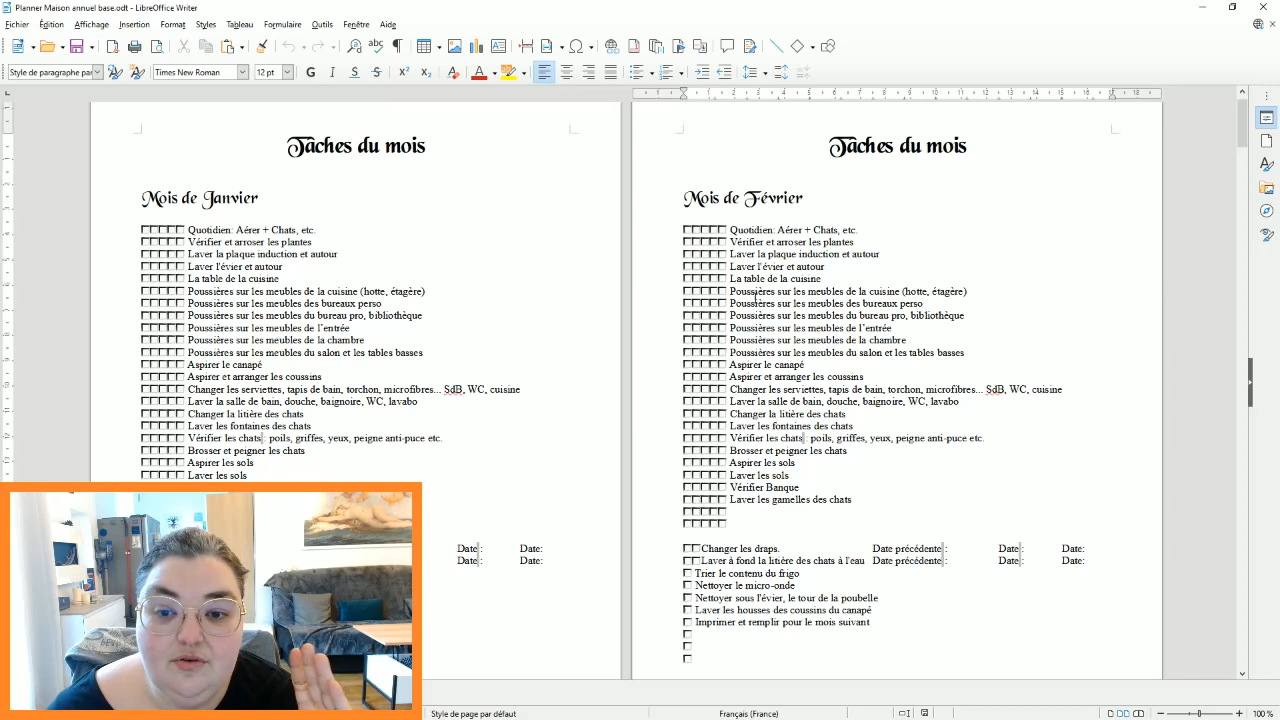 Planner Maison annuel base.odt - LibreOffice Writer
Fichier Édition Affichage Insertion Format Styles Tableau Formulaire Outils Fenêtre Aide
Style de paragraphe par Times New Roman 12 pt
Tâches du mois
Mois de Janvier
Quotidien: Aérer + Chats, etc.
Vérifier et arroser les plantes
Laver la plaque induction et autour
Laver l'évier et autour
La table de la cuisine
Poussières sur les meubles de la cuisine (hotte, étagère)
Poussières sur les meubles des bureaux perso
Poussières sur les meubles du bureau pro, bibliothèque
Poussières sur les meubles de l'entrée
Poussières sur les meubles de la chambre
Poussières sur les meubles du salon et les tables basses
Aspirer le canapé
Aspirer et arranger les coussins
Changer les serviettes, tapis de bain, torchon, microfibres... SdB, WC, cuisine
Laver la salle de bain, douche, baignoire, WC, lavabo
Changer la litière des chats
Laver les fontaines des chats
Vérifier les chats : poils, griffes, yeux, peigne anti-puce etc.
Brosser et peigner les chats
Aspirer les sols
Laver les sols
Date : Date:
Date : Date:
Tâches du mois
Mois de Février
Quotidien: Aérer + Chats, etc.
Vérifier et arroser les plantes
Laver la plaque induction et autour
Laver l'évier et autour
La table de la cuisine
Poussières sur les meubles de la cuisine (hotte, étagère)
Poussières sur les meubles des bureaux perso
Poussières sur les meubles du bureau pro, bibliothèque
Poussières sur les meubles de l'entrée
Poussières sur les meubles de la chambre
Poussières sur les meubles du salon et les tables basses
Aspirer le canapé
Aspirer et arranger les coussins
Changer les serviettes, tapis de bain, torchon, microfibres... SdB, WC, cuisine
Laver la salle de bain, douche, baignoire, WC, lavabo
Changer la litière des chats
Laver les fontaines des chats
Vérifier les chats : poils, griffes, yeux, peigne anti-puce etc.
Brosser et peigner les chats
Aspirer les sols
Laver les sols
Vérifier Banque
Laver les gamelles des chats
Changer les draps. Date précédente : Date : Date:
Laver à fond la litière des chats à l'eau Date précédente : Date : Date:
Trier le contenu du frigo
Nettoyer le micro-onde
Nettoyer sous l'évier, le tour de la poubelle
Laver les housses des coussins du canapé
Imprimer et remplir pour le mois suivant
Style de page par défaut Français (France) 100 %